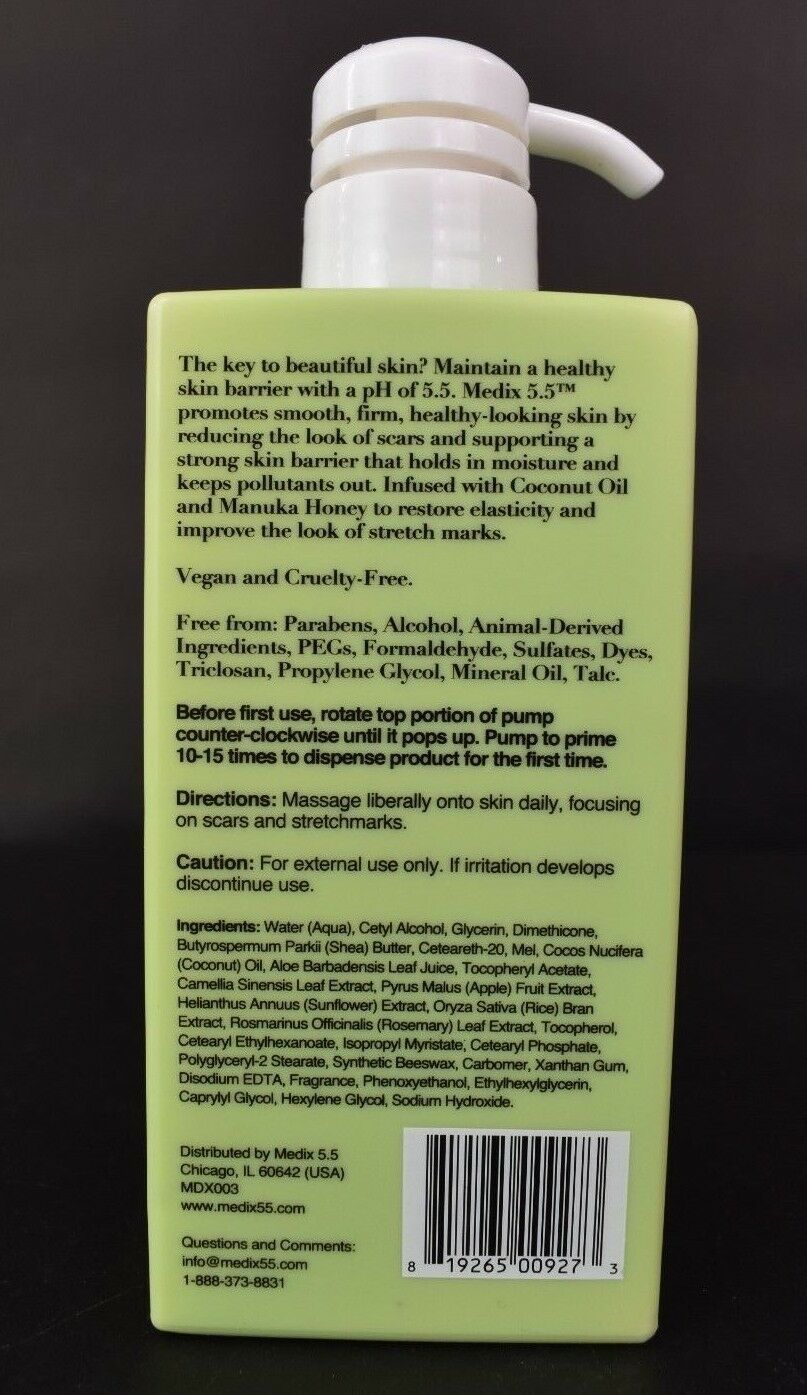 The key to beautiful skin? Maintain a healthy
skin barrier with a pH of 5.5. Medix 5.5™
promotes smooth, firm, healthy-looking skin by
reducing the look of scars and supporting a
strong skin barrier that holds in moisture and
keeps pollutants out. Infused with Coconut Oil
and Manuka Honey to restore elasticity and
improve the look of stretch marks.
Vegan and Cruelty-Free.
Free from: Parabens, Alcohol, Animal-Derived
Ingredients, PEGs, Formaldehyde, Sulfates, Dyes,
Triclosan, Propylene Glycol, Mineral Oil, Talc.
Before first use, rotate top portion of pump
counter-clockwise until it pops up. Pump to prime
10-15 times to dispense product for the first time.
Directions: Massage liberally onto skin daily, focusing
on scars and stretchmarks.
Caution: For external use only. If irritation develops
discontinue use.
Ingredients: Water (Aqua), Cetyl Alcohol, Glycerin, Dimethicone,
Butyrospermum Parkii (Shea) Butter, Ceteareth-20, Mel, Cocos Nucifera
(Coconut) Oil, Aloe Barbadensis Leaf Juice, Tocopheryl Acetate,
Camellia Sinensis Leaf Extract, Pyrus Malus (Apple) Fruit Extract,
Helianthus Annuus (Sunflower) Extract, Oryza Sativa (Rice) Bran
Extract, Rosmarinus Officinalis (Rosemary) Leaf Extract, Tocopherol,
Cetearyl Ethylhexanoate, Isopropyl Myristate, Cetearyl Phosphate,
Polyglyceryl-2 Stearate, Synthetic Beeswax, Carbomer, Xanthan Gum,
Disodium EDTA, Fragrance, Phenoxyethanol, Ethylhexylglycerin,
Caprylyl Glycol, Hexylene Glycol, Sodium Hydroxide.
Distributed by Medix 5.5
Chicago, IL 60642 (USA)
MDX003
www.medix55.com
Questions and Comments:
info@medix55.com
1-888-373-8831
8 19265 00927 3